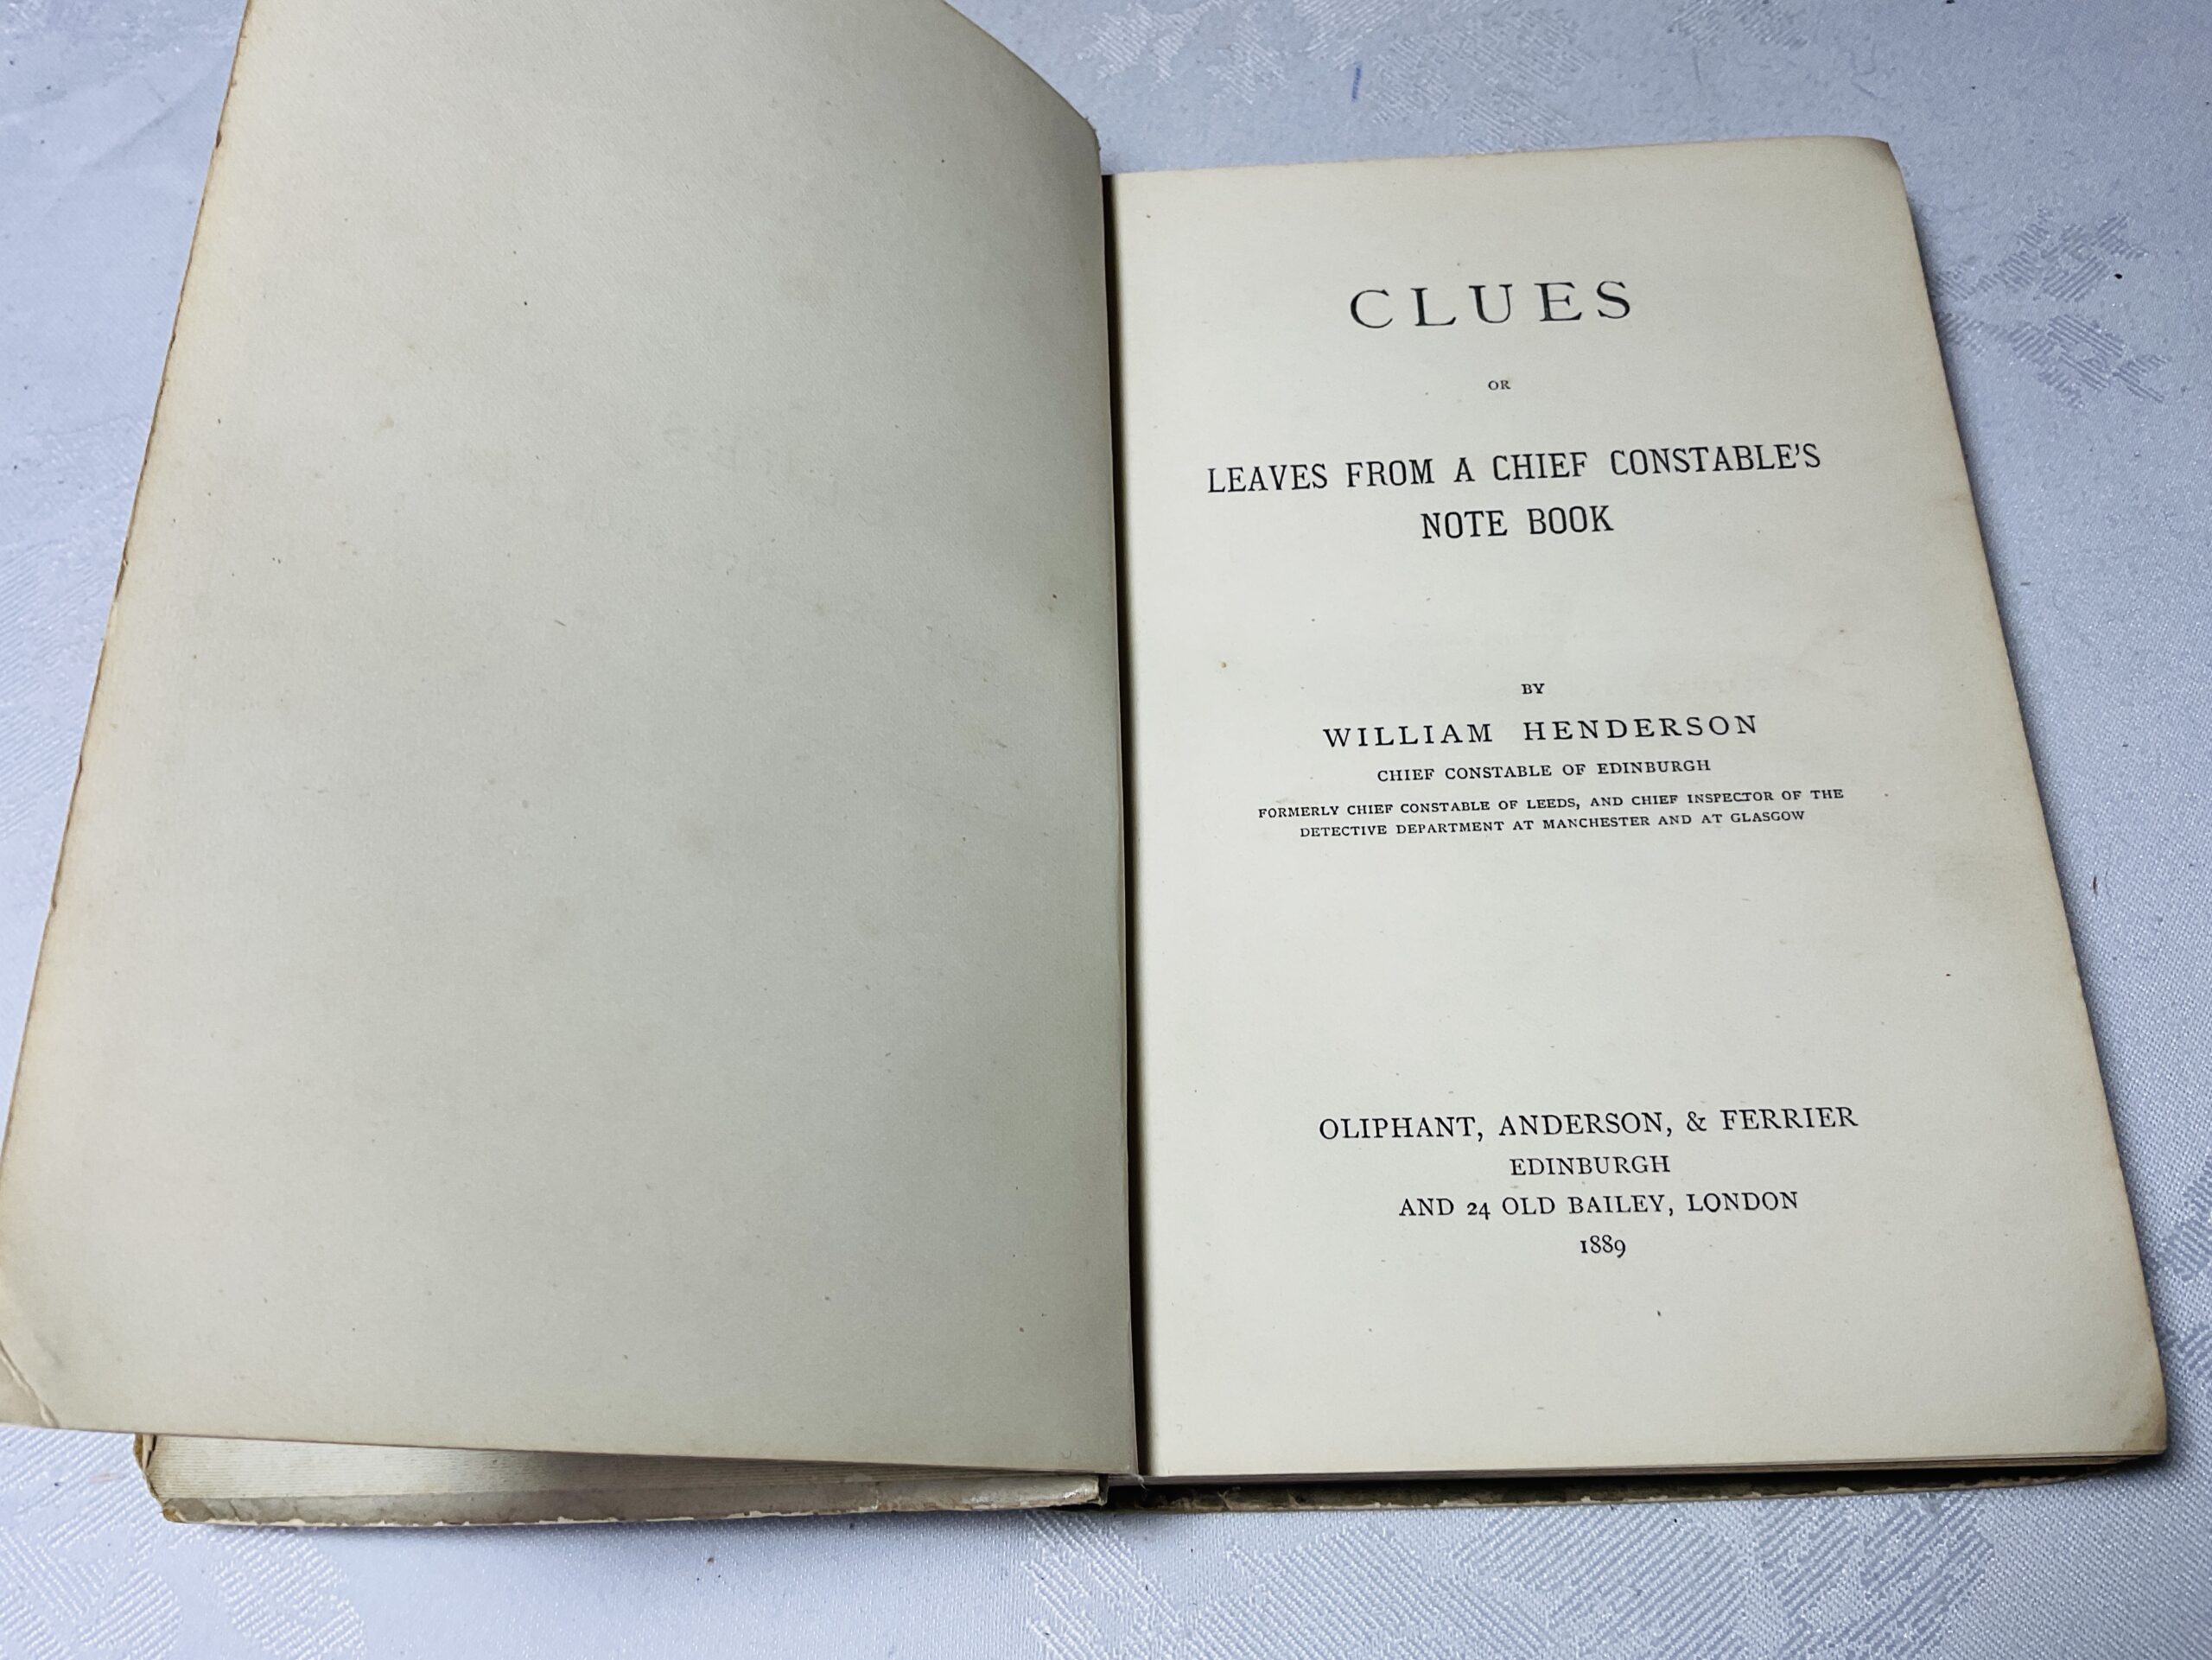 CLUES
OR
LEAVES FROM A CHIEF CONSTABLE'S
NOTE BOOK
BY
WILLIAM HENDERSON
CHIEF CONSTABLE OF EDINBURGH
FORMERLY CHIEF CONSTABLE OF LEEDS, AND CHIEF INSPECTOR OF THE
DETECTIVE DEPARTMENT AT MANCHESTER AND AT GLASGOW
OLIPHANT, ANDERSON, & FERRIER
EDINBURGH
AND 24 OLD BAILEY, LONDON
1889